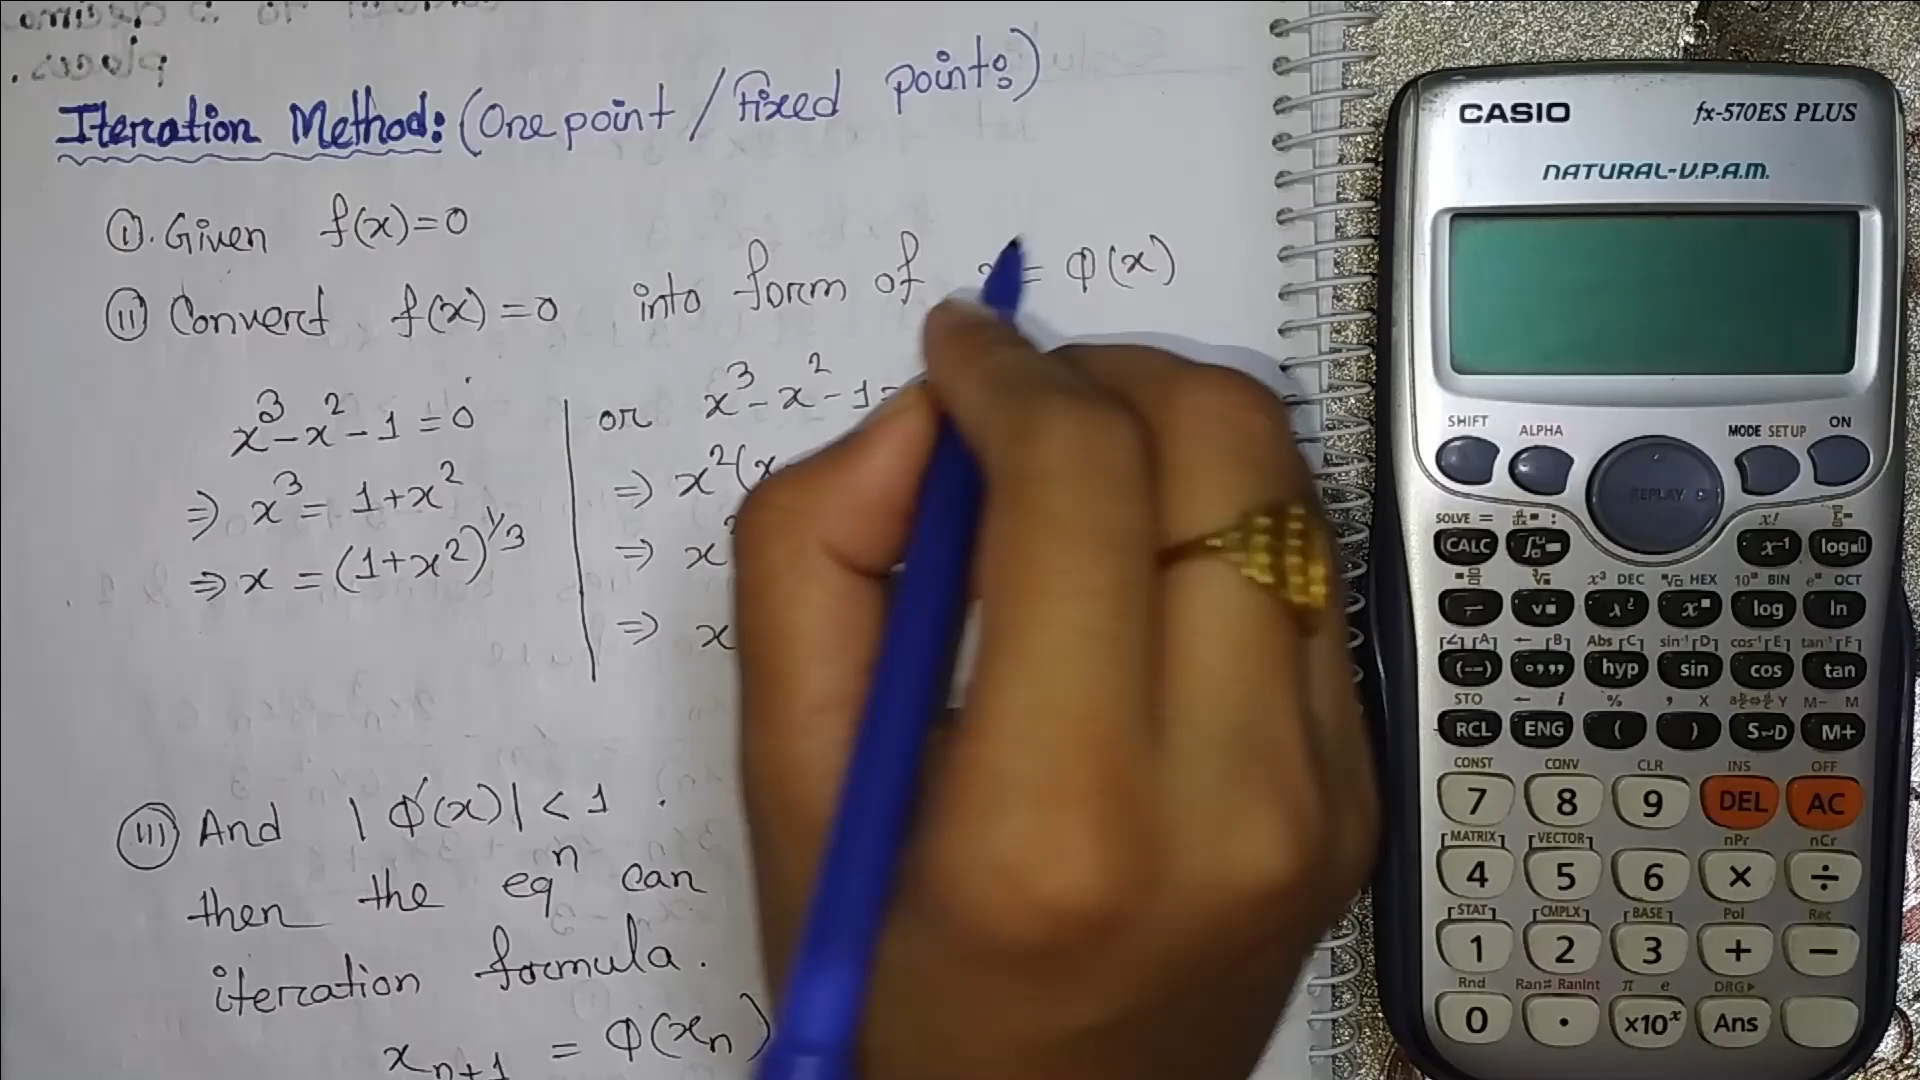 Iteration Method: (One point / Fixed point:)
(i). Given f(x)=0
(ii) Convert f(x)=0 into form of = φ(x)
x³-x²-1=0
⇒ x³= 1+x²
⇒ x = (1+x²)^1/3
or x³-x²-1=
⇒ x²(x
⇒ x
⇒ x
(iii) And |φ'(x)| < 1 .
then the eqⁿ can
iteration formula.
xₙ₊₁ = φ(xₙ)
CASIO fx-570ES PLUS
NATURAL-V.P.A.M.
SHIFT ALPHA MODE SETUP ON
REPLAY
SOLVE = d/dx= : x! Σ=
CALC ∫ x⁻¹ log
x³ DEC ˣ√ HEX 10ˣ BIN eˣ OCT
x² xˣ log ln
∠ A ← B Abs C sin⁻¹ D cos⁻¹ E tan⁻¹ F
(−) °,,, hyp sin cos tan
STO ← i % , X Y M− M
RCL ENG ( ) S⇔D M+
CONST CONV CLR INS OFF
7 8 9 DEL AC
MATRIX VECTOR nPr nCr
4 5 6 × ÷
STAT CMPLX BASE Pol Rec
1 2 3 + −
Rnd Ran# RanInt π e DRG▶
0 . ×10ˣ Ans